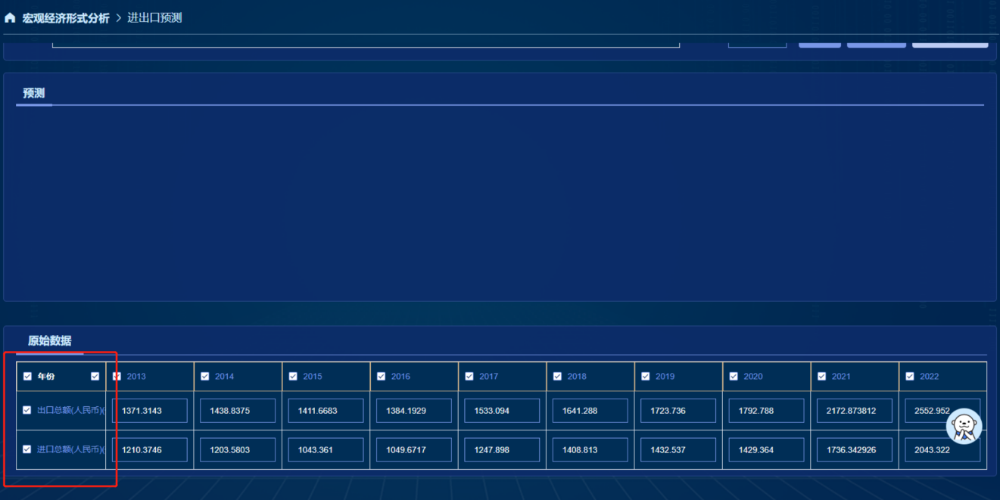 宏观经济形式分析 > 进出口预测
预测
原始数据
年份 2013 2014 2015 2016 2017 2018 2019 2020 2021 2022
出口总额(人民币)( 1371.3143 1438.8375 1411.6683 1384.1929 1533.094 1641.288 1723.736 1792.788 2172.873812 2552.952
进口总额(人民币)( 1210.3746 1203.5803 1043.361 1049.6717 1247.898 1408.813 1432.537 1429.364 1736.342926 2043.322